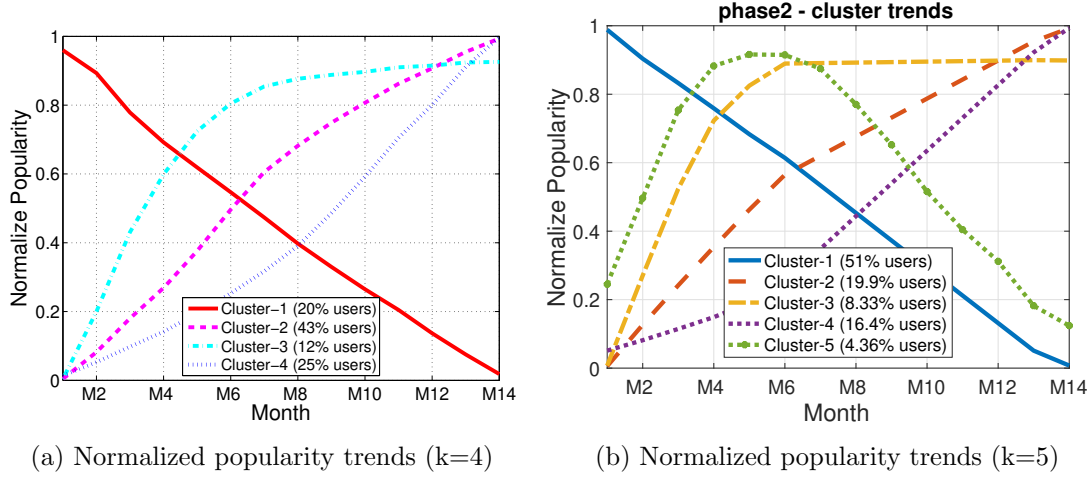 phase2 - cluster trends
Normalized Popularity
1
0.8
0.6
0.4
0.2
0
Cluster−1 (20% users)
Cluster−2 (43% users)
Cluster−3 (12% users)
Cluster−4 (25% users)
M2 M4 M6 M8 M10 M12 M14
Month
Normalize Popularity
1
0.8
0.6
0.4
0.2
0
Cluster-1 (51% users)
Cluster-2 (19.9% users)
Cluster-3 (8.33% users)
Cluster-4 (16.4% users)
Cluster-5 (4.36% users)
M2 M4 M6 M8 M10 M12 M14
Month
(a) Normalized popularity trends (k=4)
(b) Normalized popularity trends (k=5)